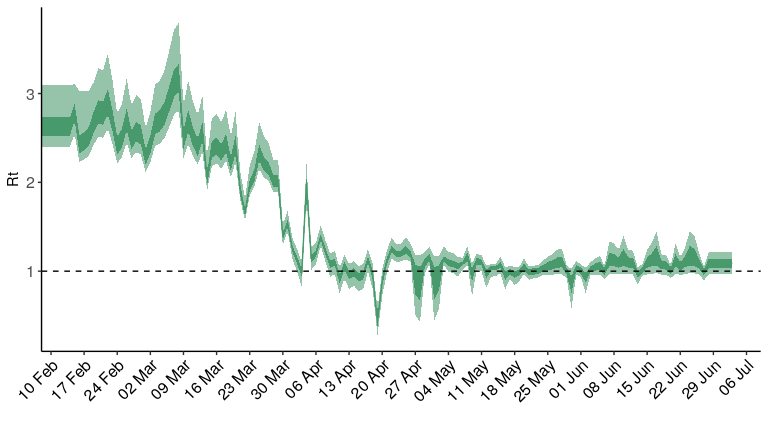 Rt
3
2
1
10 Feb
17 Feb
24 Feb
02 Mar
09 Mar
16 Mar
23 Mar
30 Mar
06 Apr
13 Apr
20 Apr
27 Apr
04 May
11 May
18 May
25 May
01 Jun
08 Jun
15 Jun
22 Jun
29 Jun
06 Jul